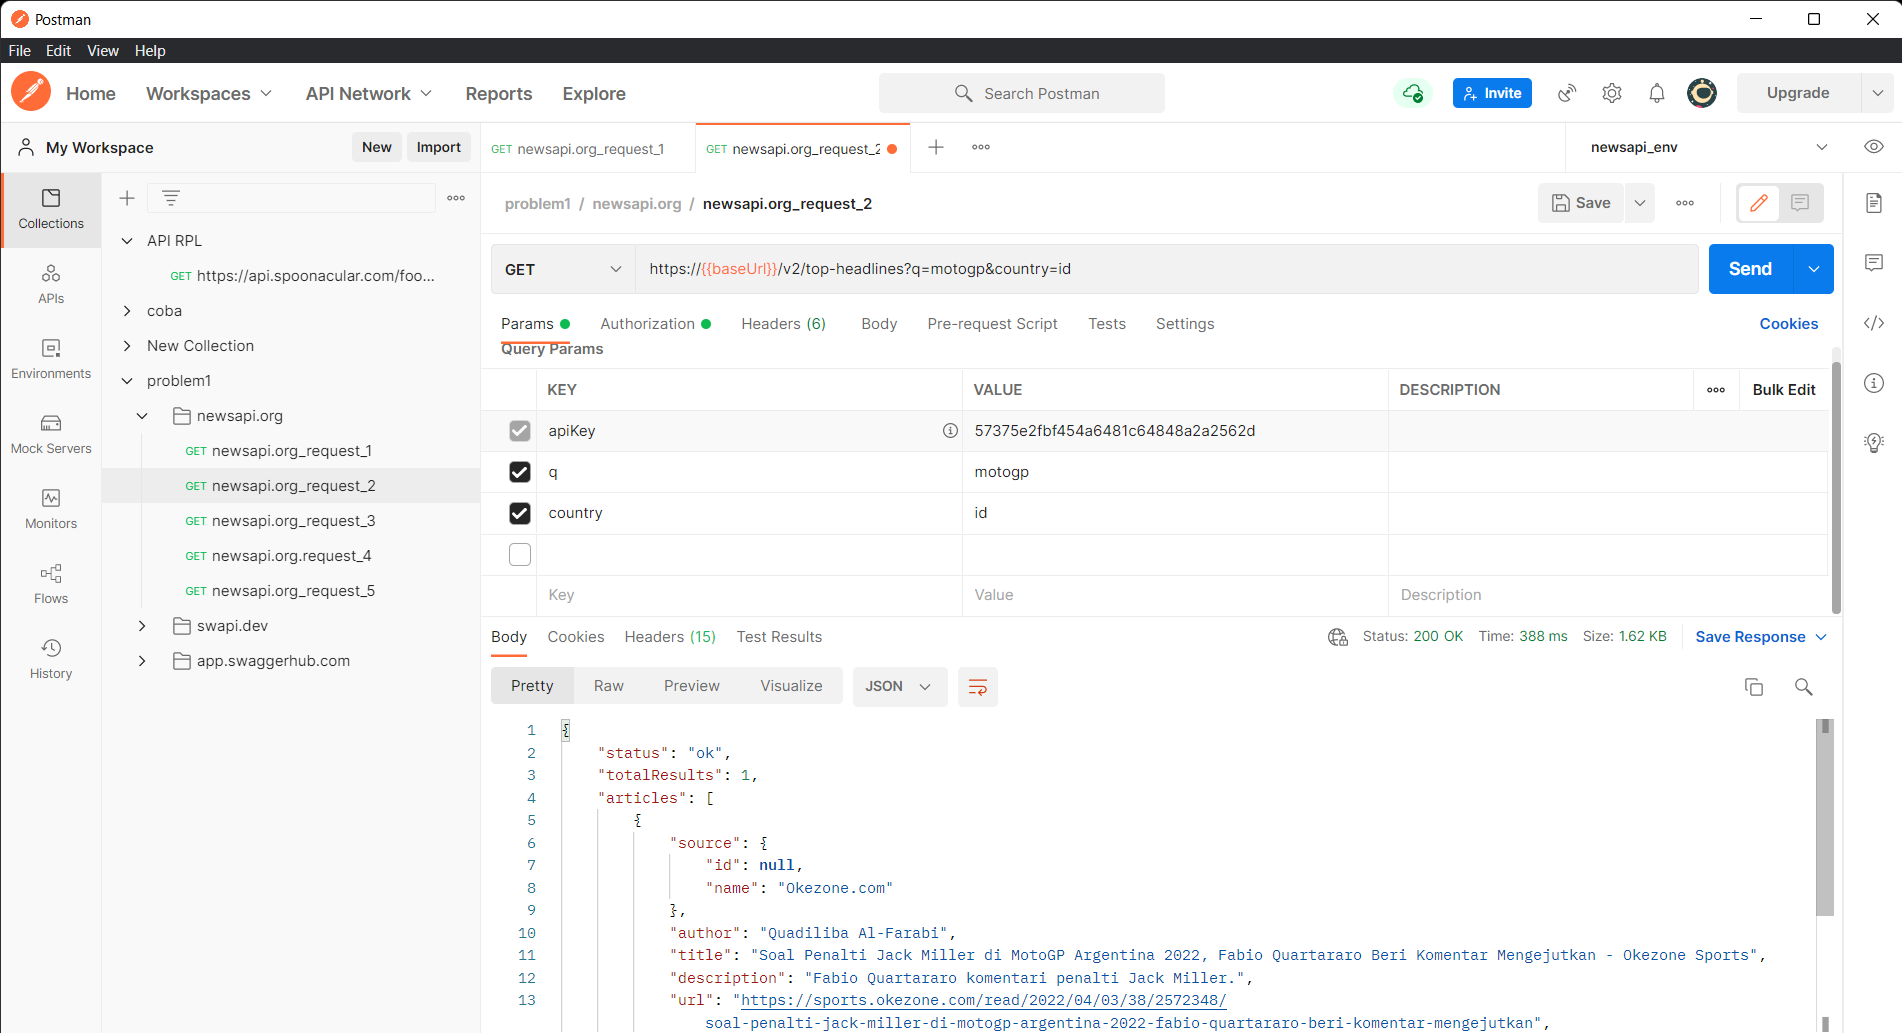 Postman
File Edit View Help
Home Workspaces API Network Reports Explore Search Postman Invite Upgrade
My Workspace New Import
GET newsapi.org_request_1 GET newsapi.org_request_2 newsapi_env
Collections
APIs
Environments
Mock Servers
Monitors
Flows
History
API RPL
GET https://api.spoonacular.com/foo...
coba
New Collection
problem1
newsapi.org
GET newsapi.org_request_1
GET newsapi.org_request_2
GET newsapi.org_request_3
GET newsapi.org.request_4
GET newsapi.org_request_5
swapi.dev
app.swaggerhub.com
problem1 / newsapi.org / newsapi.org_request_2 Save
GET https://{{baseUrl}}/v2/top-headlines?q=motogp&country=id Send
Params Authorization Headers (6) Body Pre-request Script Tests Settings Cookies
Query Params
KEY VALUE DESCRIPTION Bulk Edit
apiKey 57375e2fbf454a6481c64848a2a2562d
q motogp
country id
Key Value Description
Body Cookies Headers (15) Test Results Status: 200 OK Time: 388 ms Size: 1.62 KB Save Response
Pretty Raw Preview Visualize JSON
1 {
2 "status": "ok",
3 "totalResults": 1,
4 "articles": [
5 {
6 "source": {
7 "id": null,
8 "name": "Okezone.com"
9 },
10 "author": "Quadiliba Al-Farabi",
11 "title": "Soal Penalti Jack Miller di MotoGP Argentina 2022, Fabio Quartararo Beri Komentar Mengejutkan - Okezone Sports",
12 "description": "Fabio Quartararo komentari penalti Jack Miller.",
13 "url": "https://sports.okezone.com/read/2022/04/03/38/2572348/
soal-penalti-jack-miller-di-motogp-argentina-2022-fabio-quartararo-beri-komentar-mengejutkan",